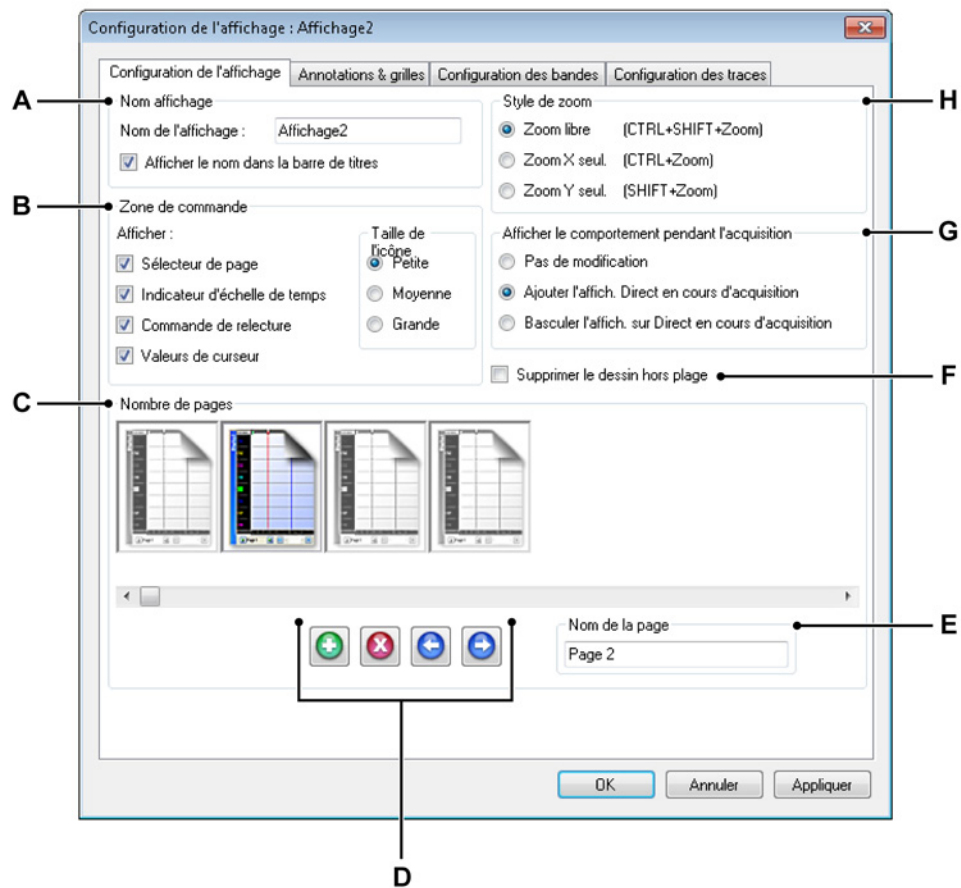 Configuration de l'affichage : Affichage2
Configuration de l'affichage
Annotations & grilles
Configuration des bandes
Configuration des traces
A
Nom affichage
Nom de l'affichage :
Affichage2
Afficher le nom dans la barre de titres
Style de zoom
H
Zoom libre (CTRL+SHIFT+Zoom)
Zoom X seul. (CTRL+Zoom)
Zoom Y seul. (SHIFT+Zoom)
B
Zone de commande
Afficher :
Sélecteur de page
Indicateur d'échelle de temps
Commande de relecture
Valeurs de curseur
Taille de
l'icône
Petite
Moyenne
Grande
Afficher le comportement pendant l'acquisition
G
Pas de modification
Ajouter l'affich. Direct en cours d'acquisition
Basculer l'affich. sur Direct en cours d'acquisition
Supprimer le dessin hors plage
F
C
Nombre de pages
Nom de la page
E
Page 2
D
OK
Annuler
Appliquer